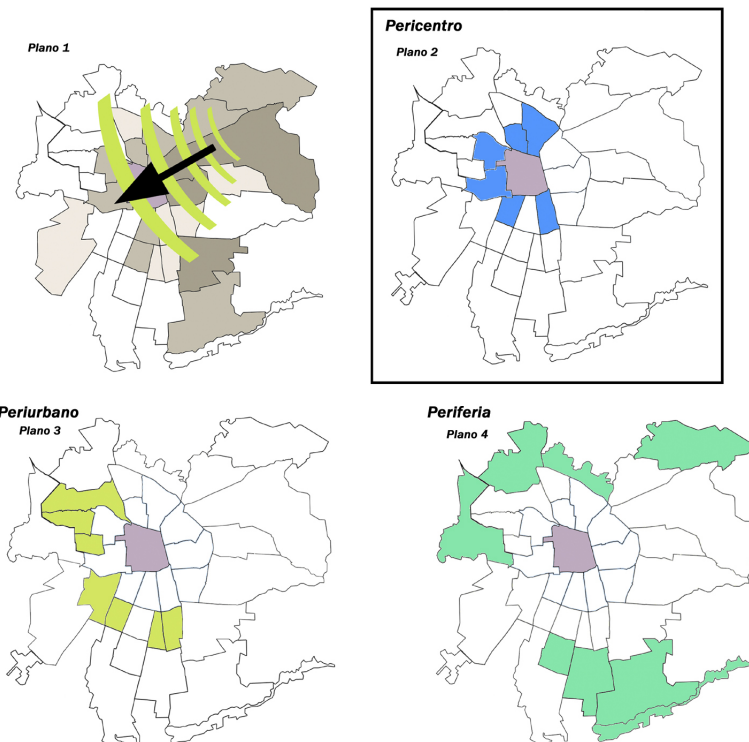 Plano 1
Pericentro
Plano 2
Periurbano
Plano 3
Periferia
Plano 4